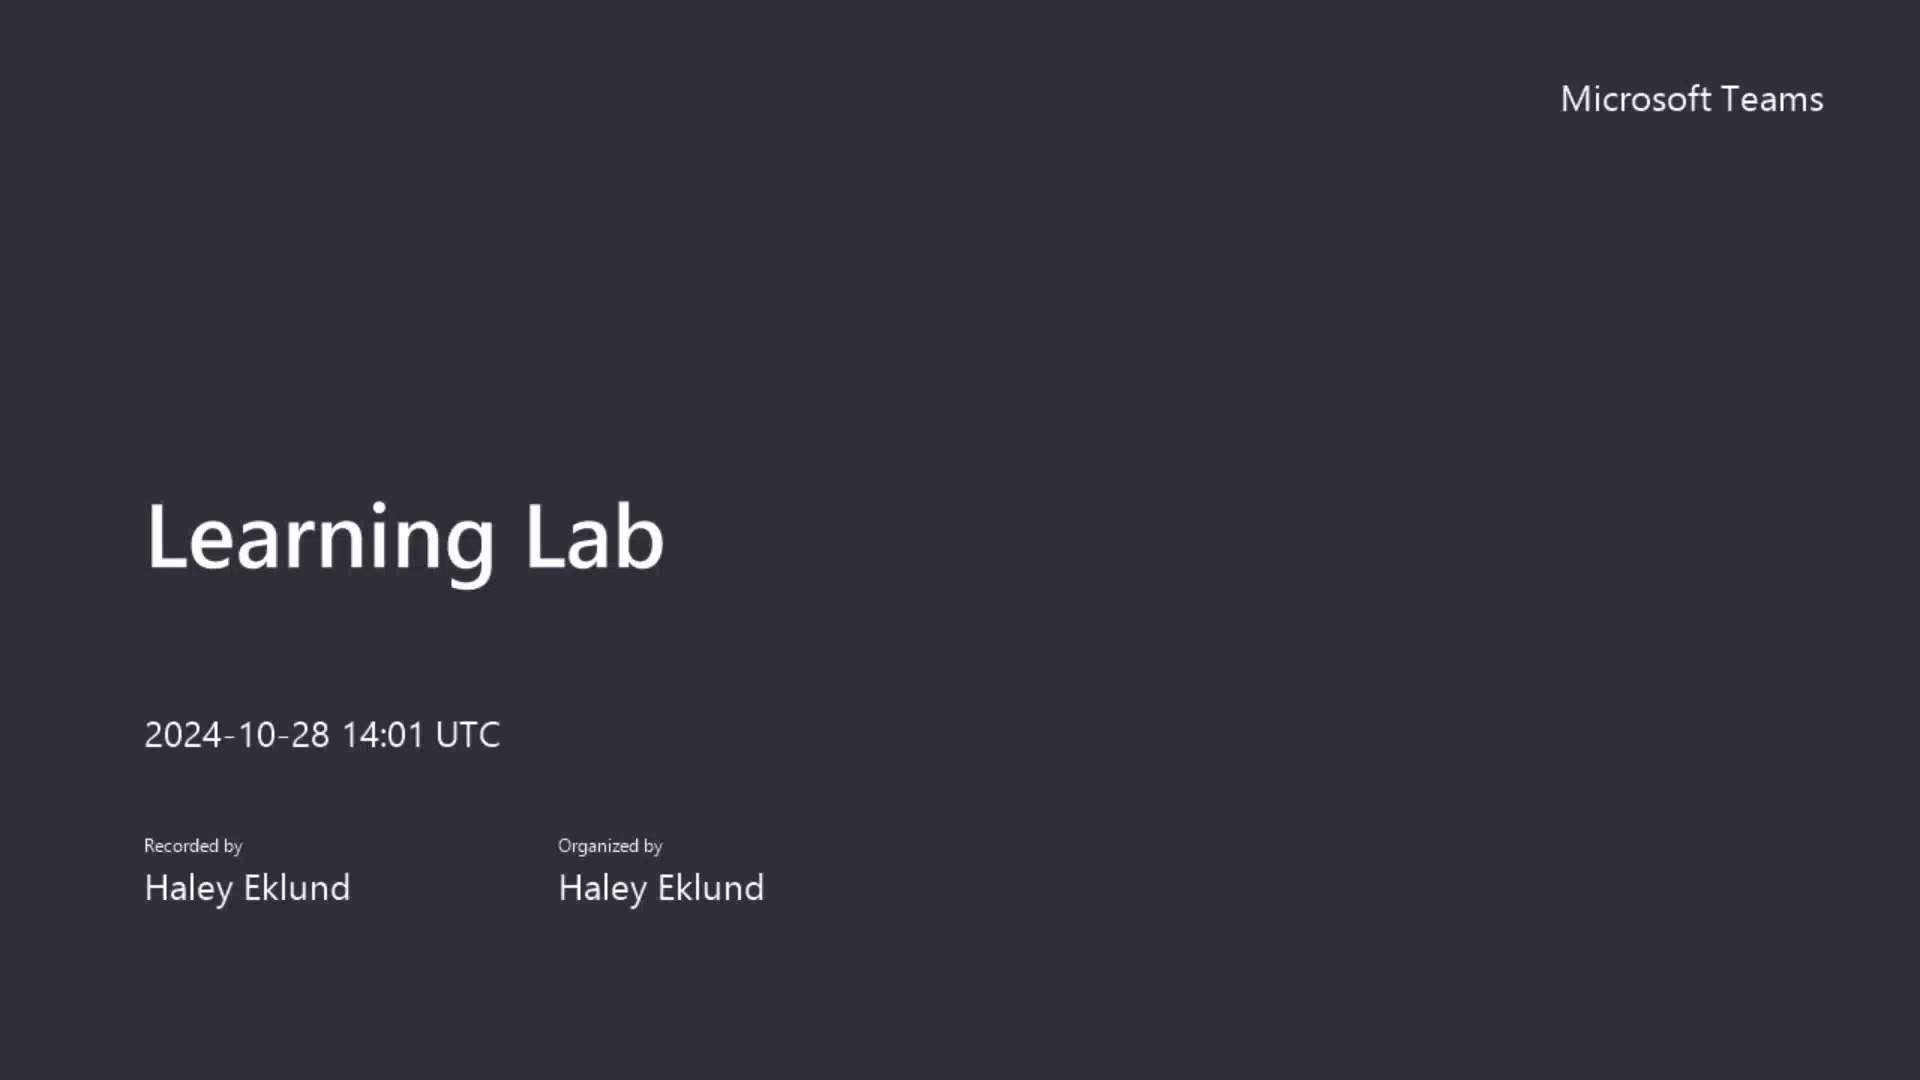 Microsoft Teams
Learning Lab
2024-10-28 14:01 UTC
Recorded by
Haley Eklund
Organized by
Haley Eklund